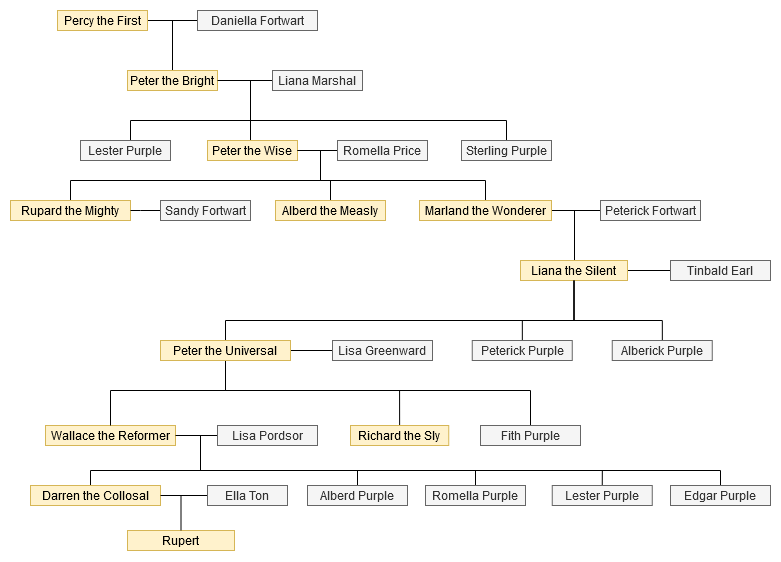 Percy the First
Daniella Fortwart
Peter the Bright
Liana Marshal
Lester Purple
Peter the Wise
Romella Price
Sterling Purple
Rupard the Mighty
Sandy Fortwart
Alberd the Measly
Marland the Wonderer
Peterick Fortwart
Liana the Silent
Tinbald Earl
Peter the Universal
Lisa Greenward
Peterick Purple
Alberick Purple
Wallace the Reformer
Lisa Pordsor
Richard the Sly
Fith Purple
Darren the Collosal
Ella Ton
Alberd Purple
Romella Purple
Lester Purple
Edgar Purple
Rupert